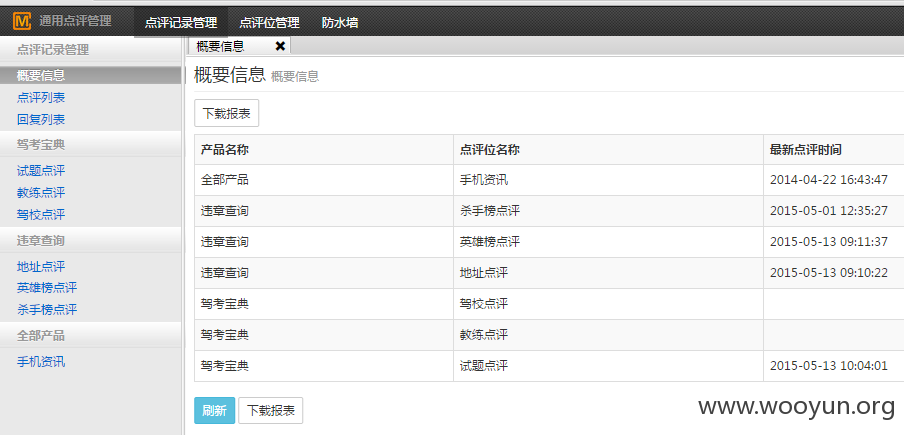 通用点评管理 点评记录管理 点评位管理 防水墙
点评记录管理
概要信息
点评列表
回复列表
驾考宝典
试题点评
教练点评
驾校点评
违章查询
地址点评
英雄榜点评
杀手榜点评
全部产品
手机资讯
概要信息 ✖
概要信息 概要信息
下载报表
产品名称 点评位名称 最新点评时间
全部产品 手机资讯 2014-04-22 16:43:47
违章查询 杀手榜点评 2015-05-01 12:35:27
违章查询 英雄榜点评 2015-05-13 09:11:37
违章查询 地址点评 2015-05-13 09:10:22
驾考宝典 驾校点评
驾考宝典 教练点评
驾考宝典 试题点评 2015-05-13 10:04:01
刷新 下载报表
www.wooyun.org